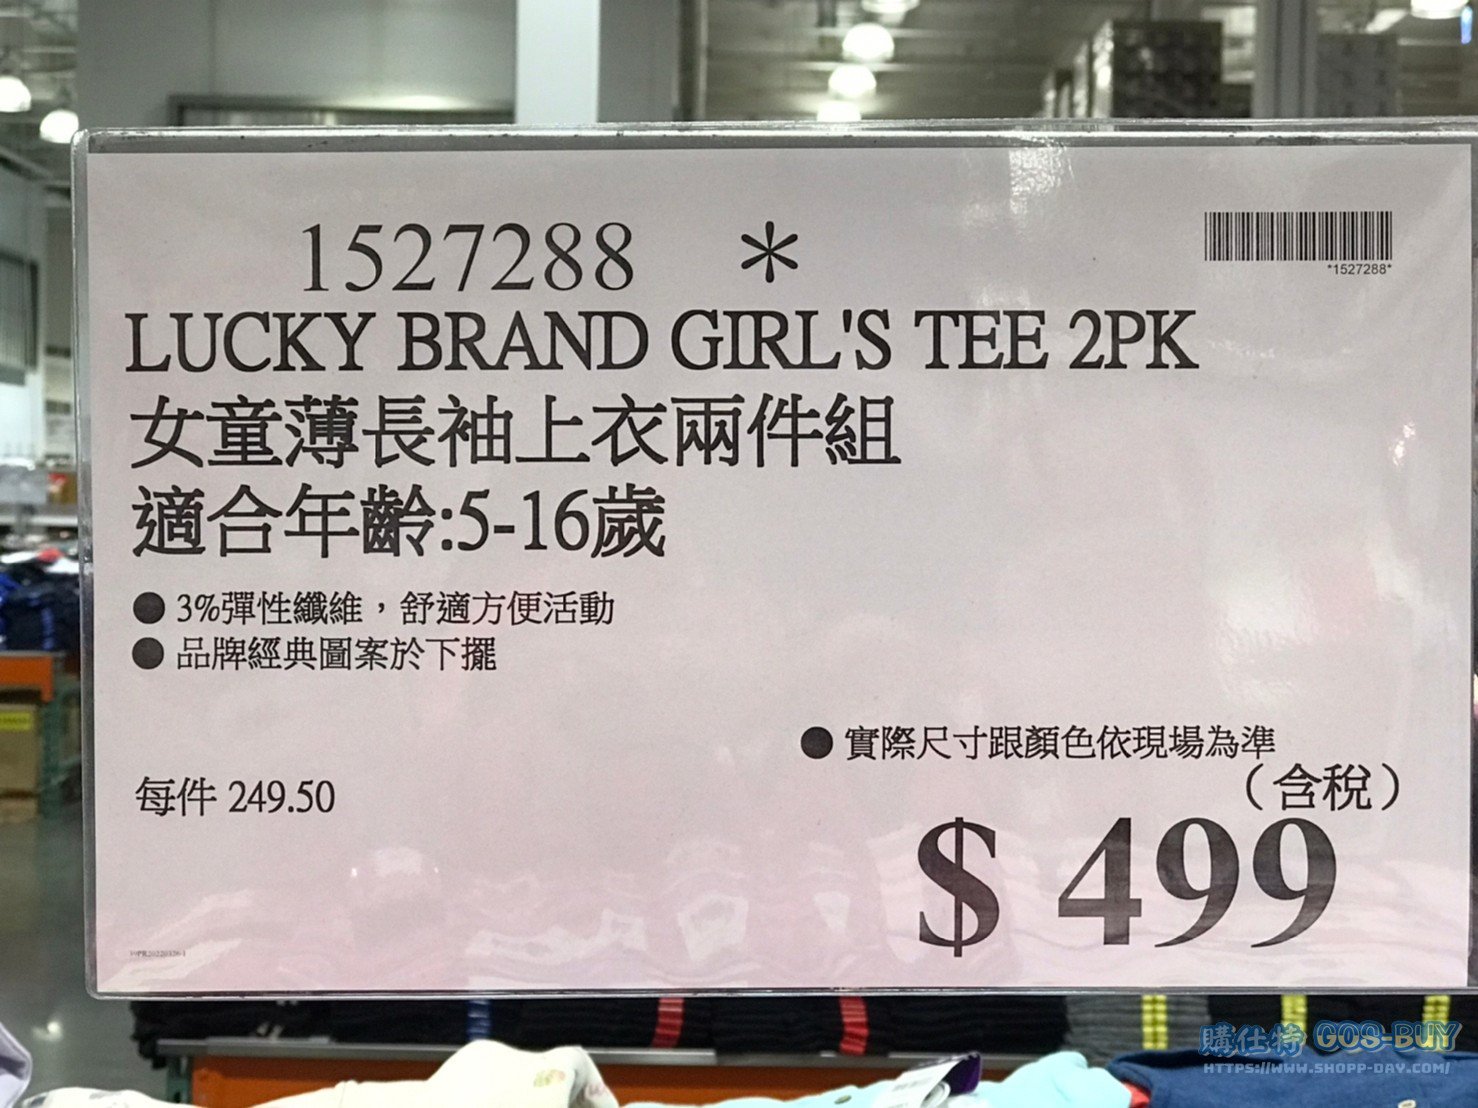 1527288 *
*1527288*
LUCKY BRAND GIRL'S TEE 2PK
女童薄長袖上衣兩件組
適合年齡:5-16歲
● 3%彈性纖維，舒適方便活動
● 品牌經典圖案於下擺
● 實際尺寸跟顏色依現場為準
（含稅）
每件 249.50
$ 499
購仕特 GOS-BUY
HTTPS://WWW.SHOPP-DAY.COM/